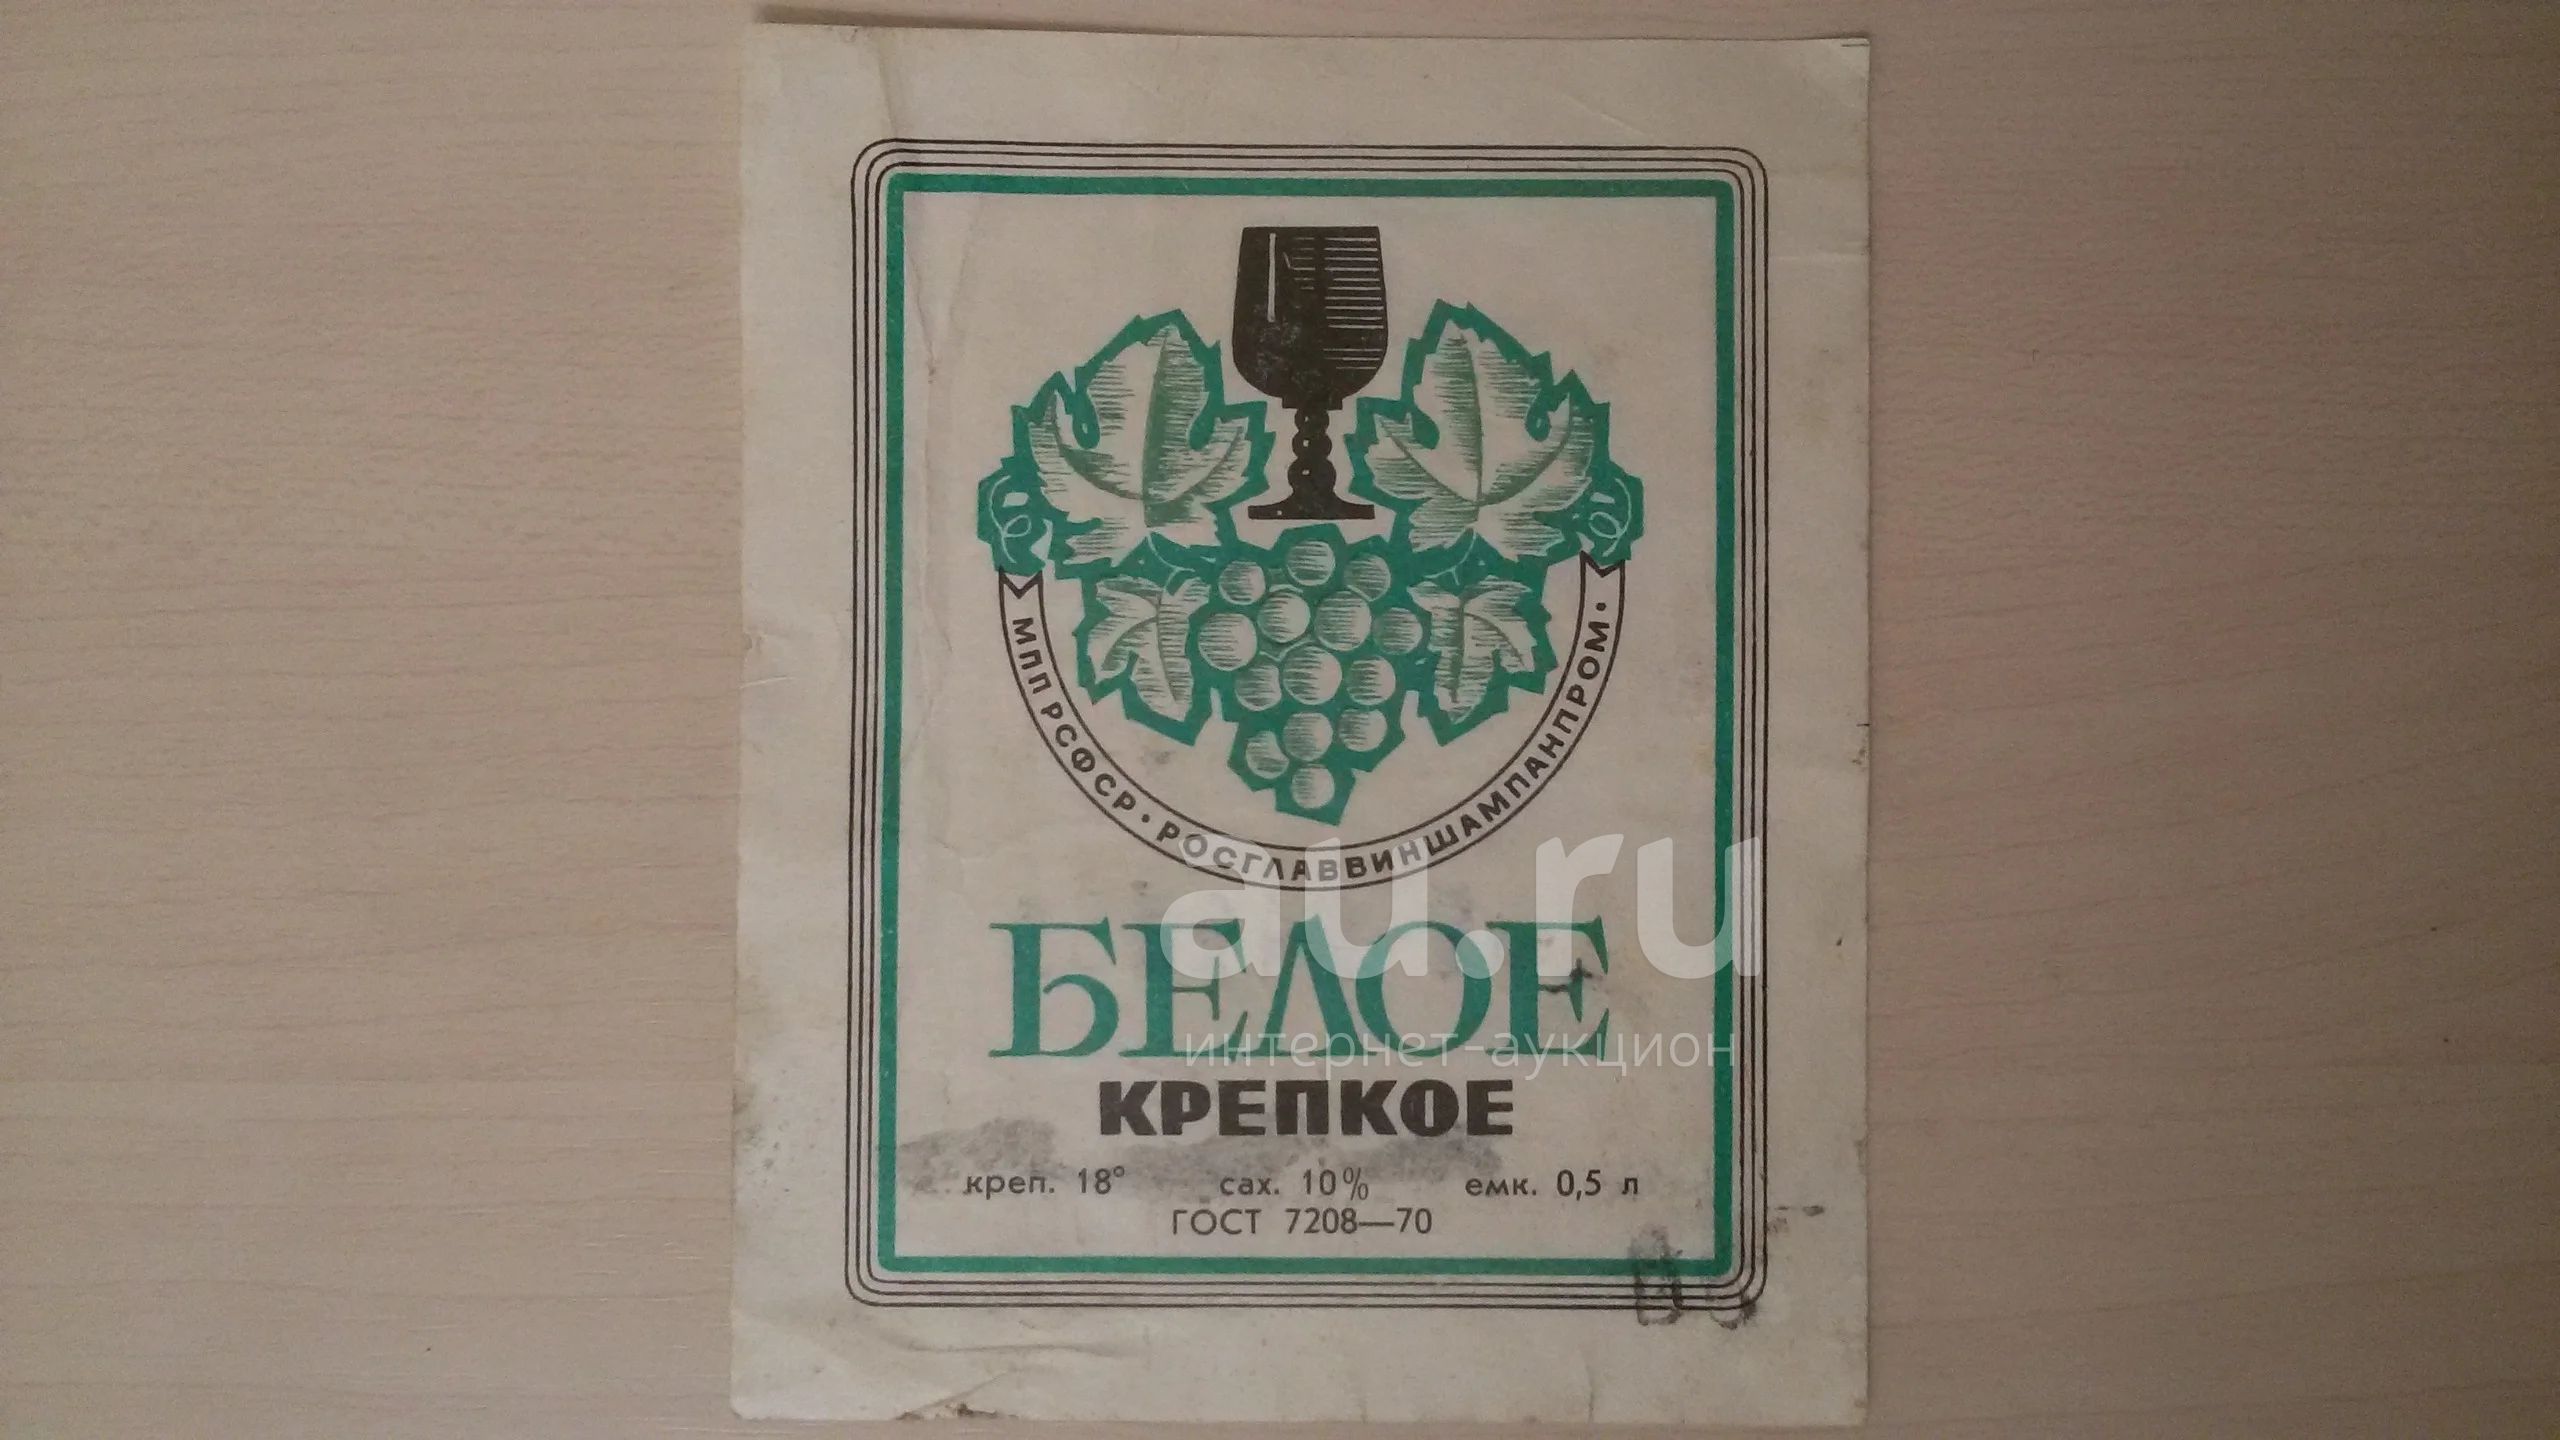 МПП РСФСР • РОСГЛАВВИНШАМПАНПРОМ •
au.ru
БЕЛОЕ
интернет-аукцион
КРЕПКОЕ
креп. 18° сах. 10% емк. 0,5 л
ГОСТ 7208—70